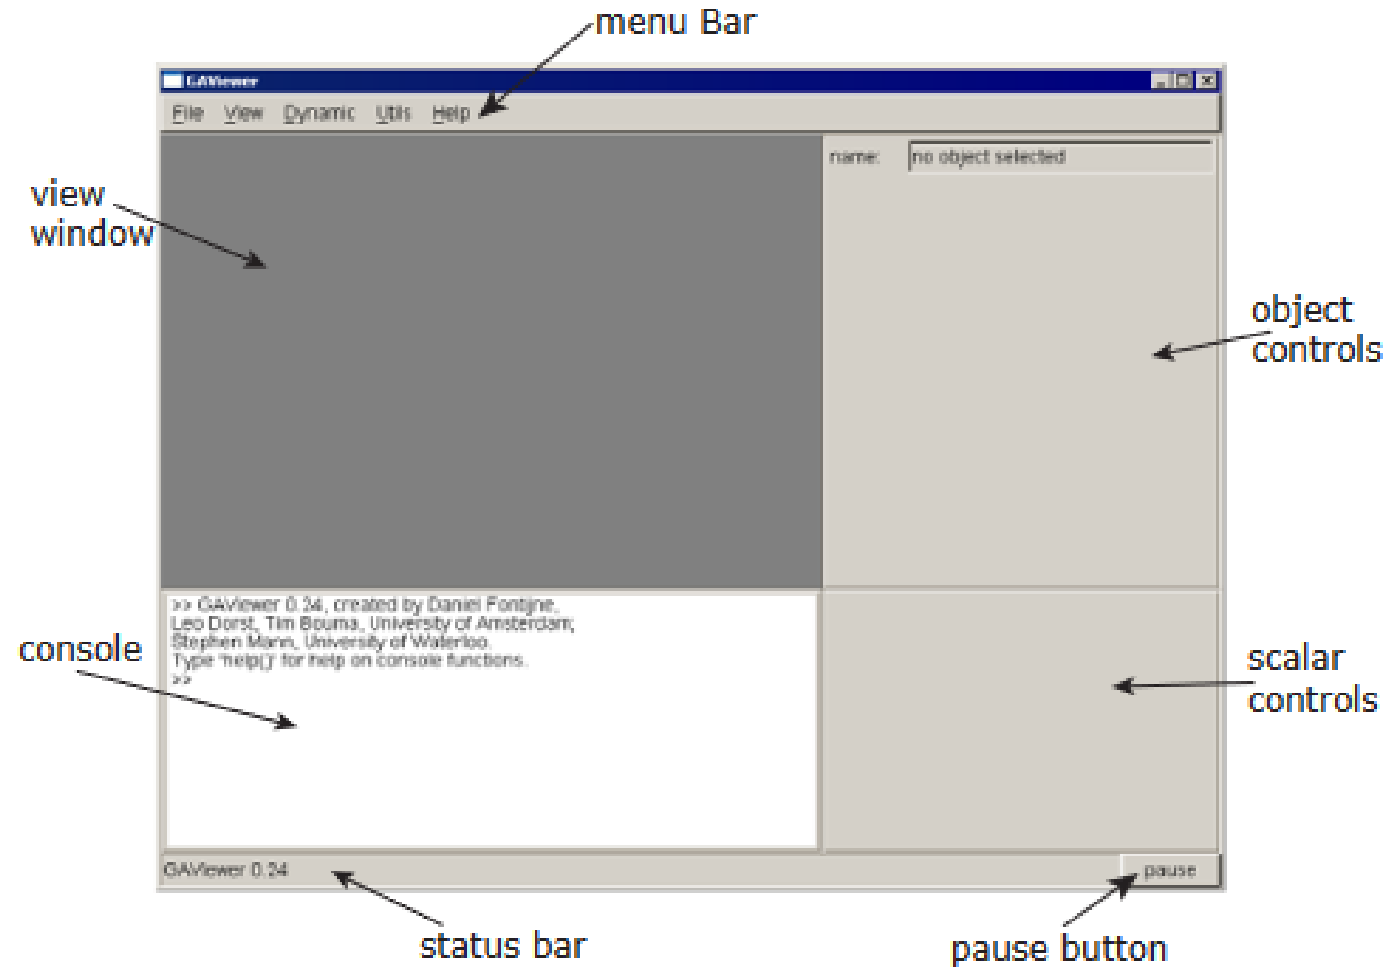 menu Bar
GAViewer
File View Dynamic Utils Help
name: no object selected
view
window
object
controls
>> GAViewer 0.24, created by Daniel Fontijne,
Leo Dorst, Tim Bouma, University of Amsterdam;
Stephen Mann, University of Waterloo.
Type "help()" for help on console functions.
>>
console
scalar
controls
GAViewer 0.24
pause
status bar
pause button